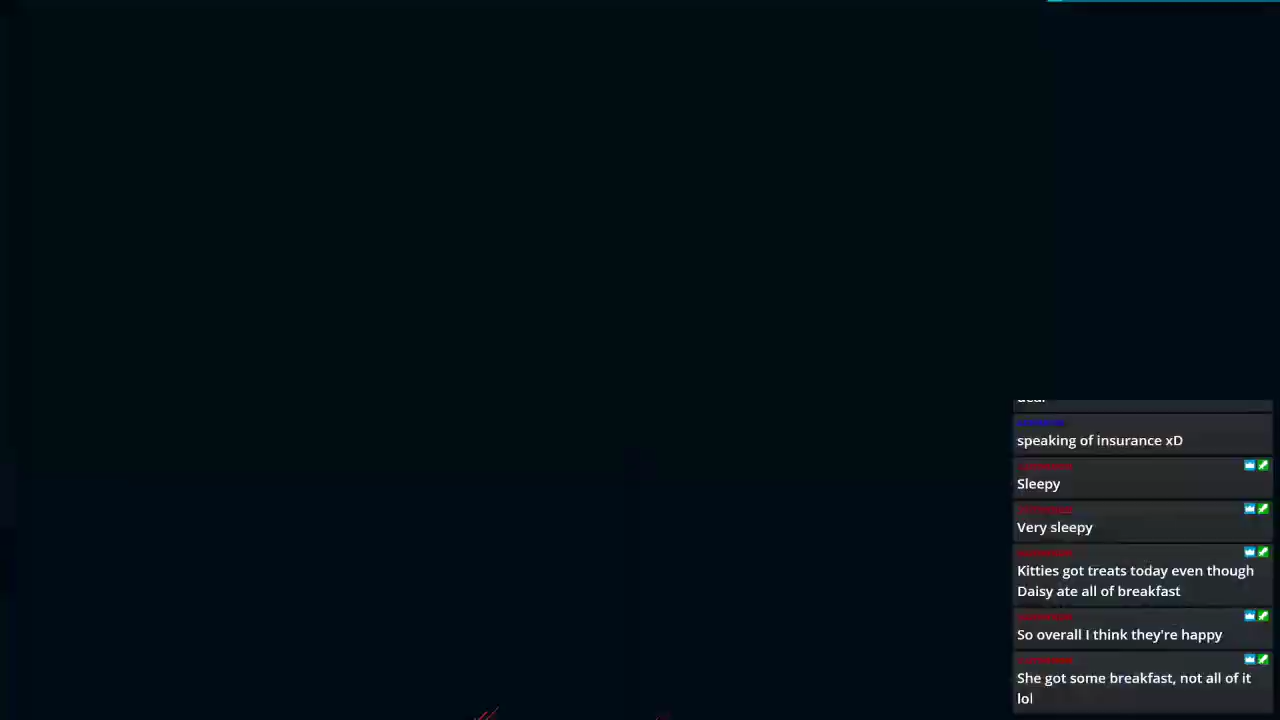 speaking of insurance xD
Sleepy
Very sleepy
Kitties got treats today even though
Daisy ate all of breakfast
So overall I think they're happy
She got some breakfast, not all of it
lol